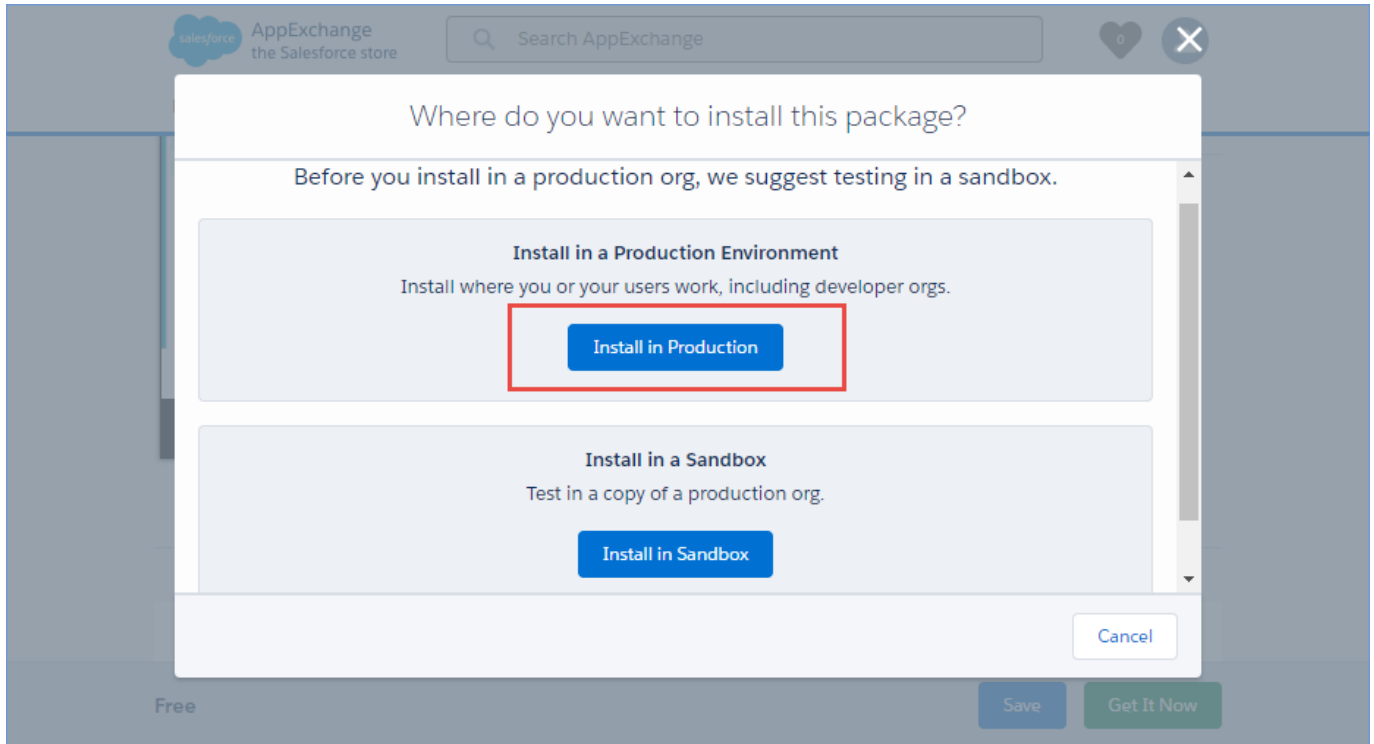 salesforce
AppExchange
the Salesforce store
Search AppExchange
0
Where do you want to install this package?
Before you install in a production org, we suggest testing in a sandbox.
Install in a Production Environment
Install where you or your users work, including developer orgs.
Install in Production
Install in a Sandbox
Test in a copy of a production org.
Install in Sandbox
Cancel
Free
Save
Get It Now